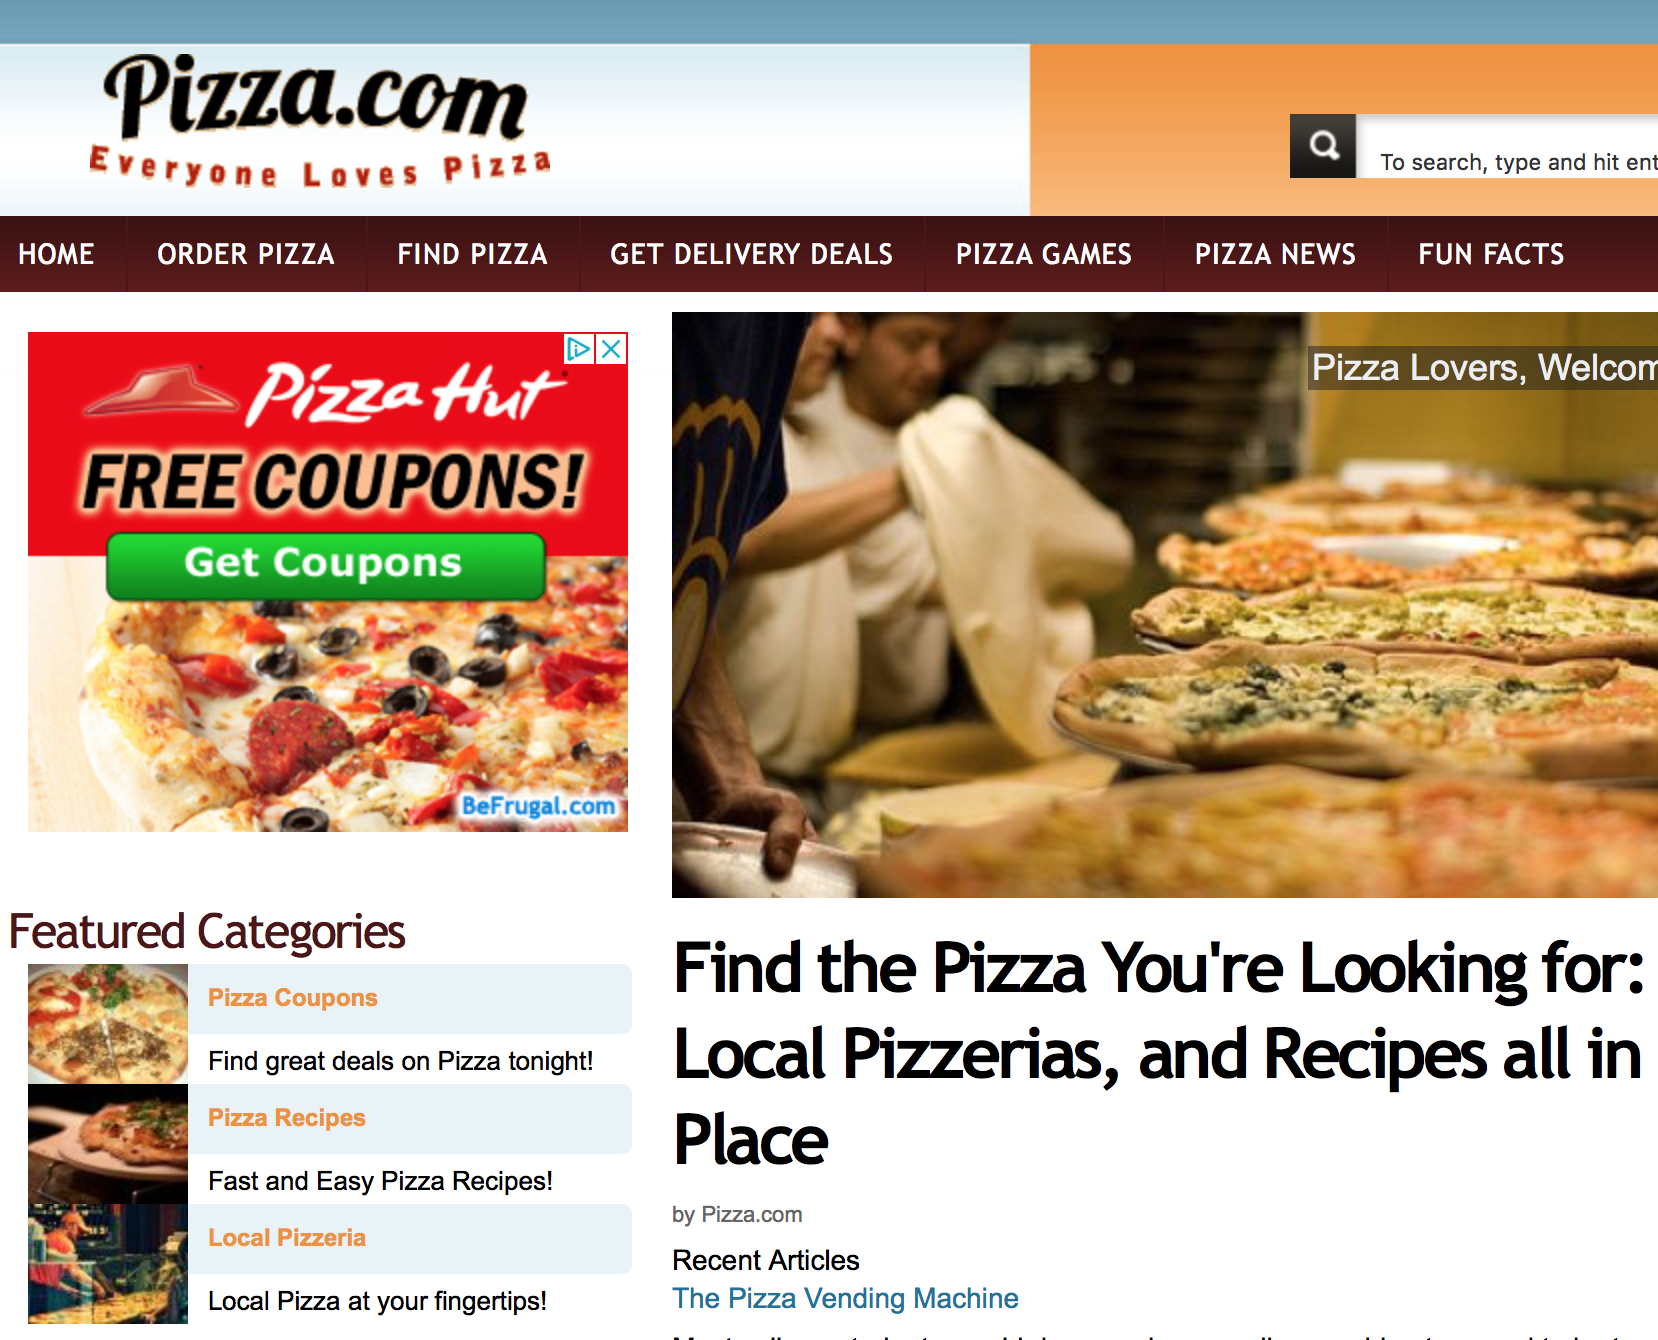 Pizza.com
Everyone Loves Pizza
To search, type and hit ent
HOME
ORDER PIZZA
FIND PIZZA
GET DELIVERY DEALS
PIZZA GAMES
PIZZA NEWS
FUN FACTS
Pizza Hut
FREE COUPONS!
Get Coupons
BeFrugal.com
Pizza Lovers, Welcom
Featured Categories
Pizza Coupons
Find great deals on Pizza tonight!
Pizza Recipes
Fast and Easy Pizza Recipes!
Local Pizzeria
Local Pizza at your fingertips!
Find the Pizza You're Looking for:
Local Pizzerias, and Recipes all in
Place
by Pizza.com
Recent Articles
The Pizza Vending Machine